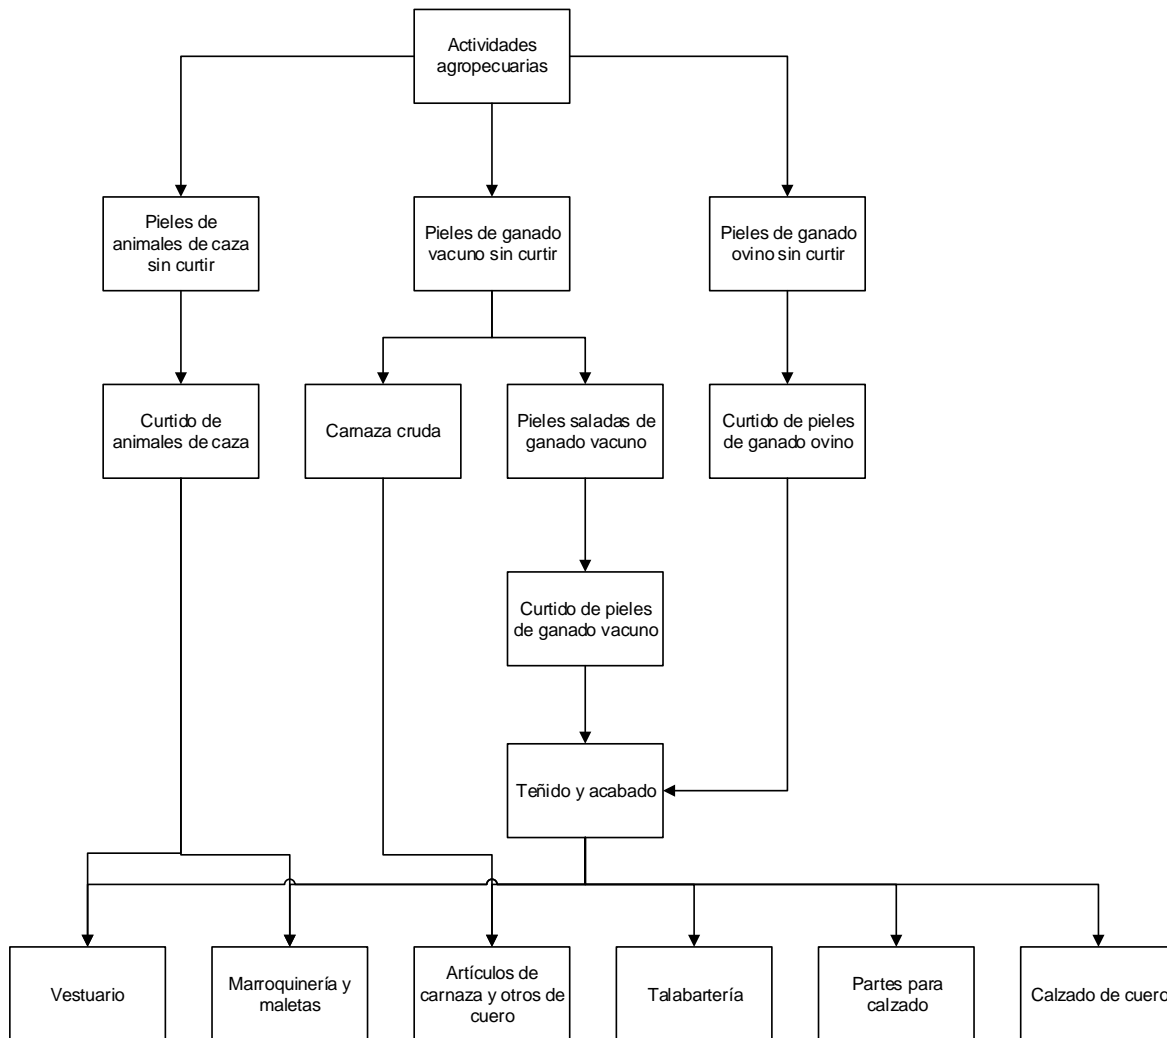 Actividades
agropecuarias
Pieles de
animales de caza
sin curtir
Pieles de ganado
vacuno sin curtir
Pieles de ganado
ovino sin curtir
Curtido de
animales de caza
Carnaza cruda
Pieles saladas de
ganado vacuno
Curtido de pieles
de ganado ovino
Curtido de pieles
de ganado vacuno
Teñido y acabado
Vestuario
Marroquinería y
maletas
Artículos de
carnaza y otros de
cuero
Talabartería
Partes para
calzado
Calzado de cuero